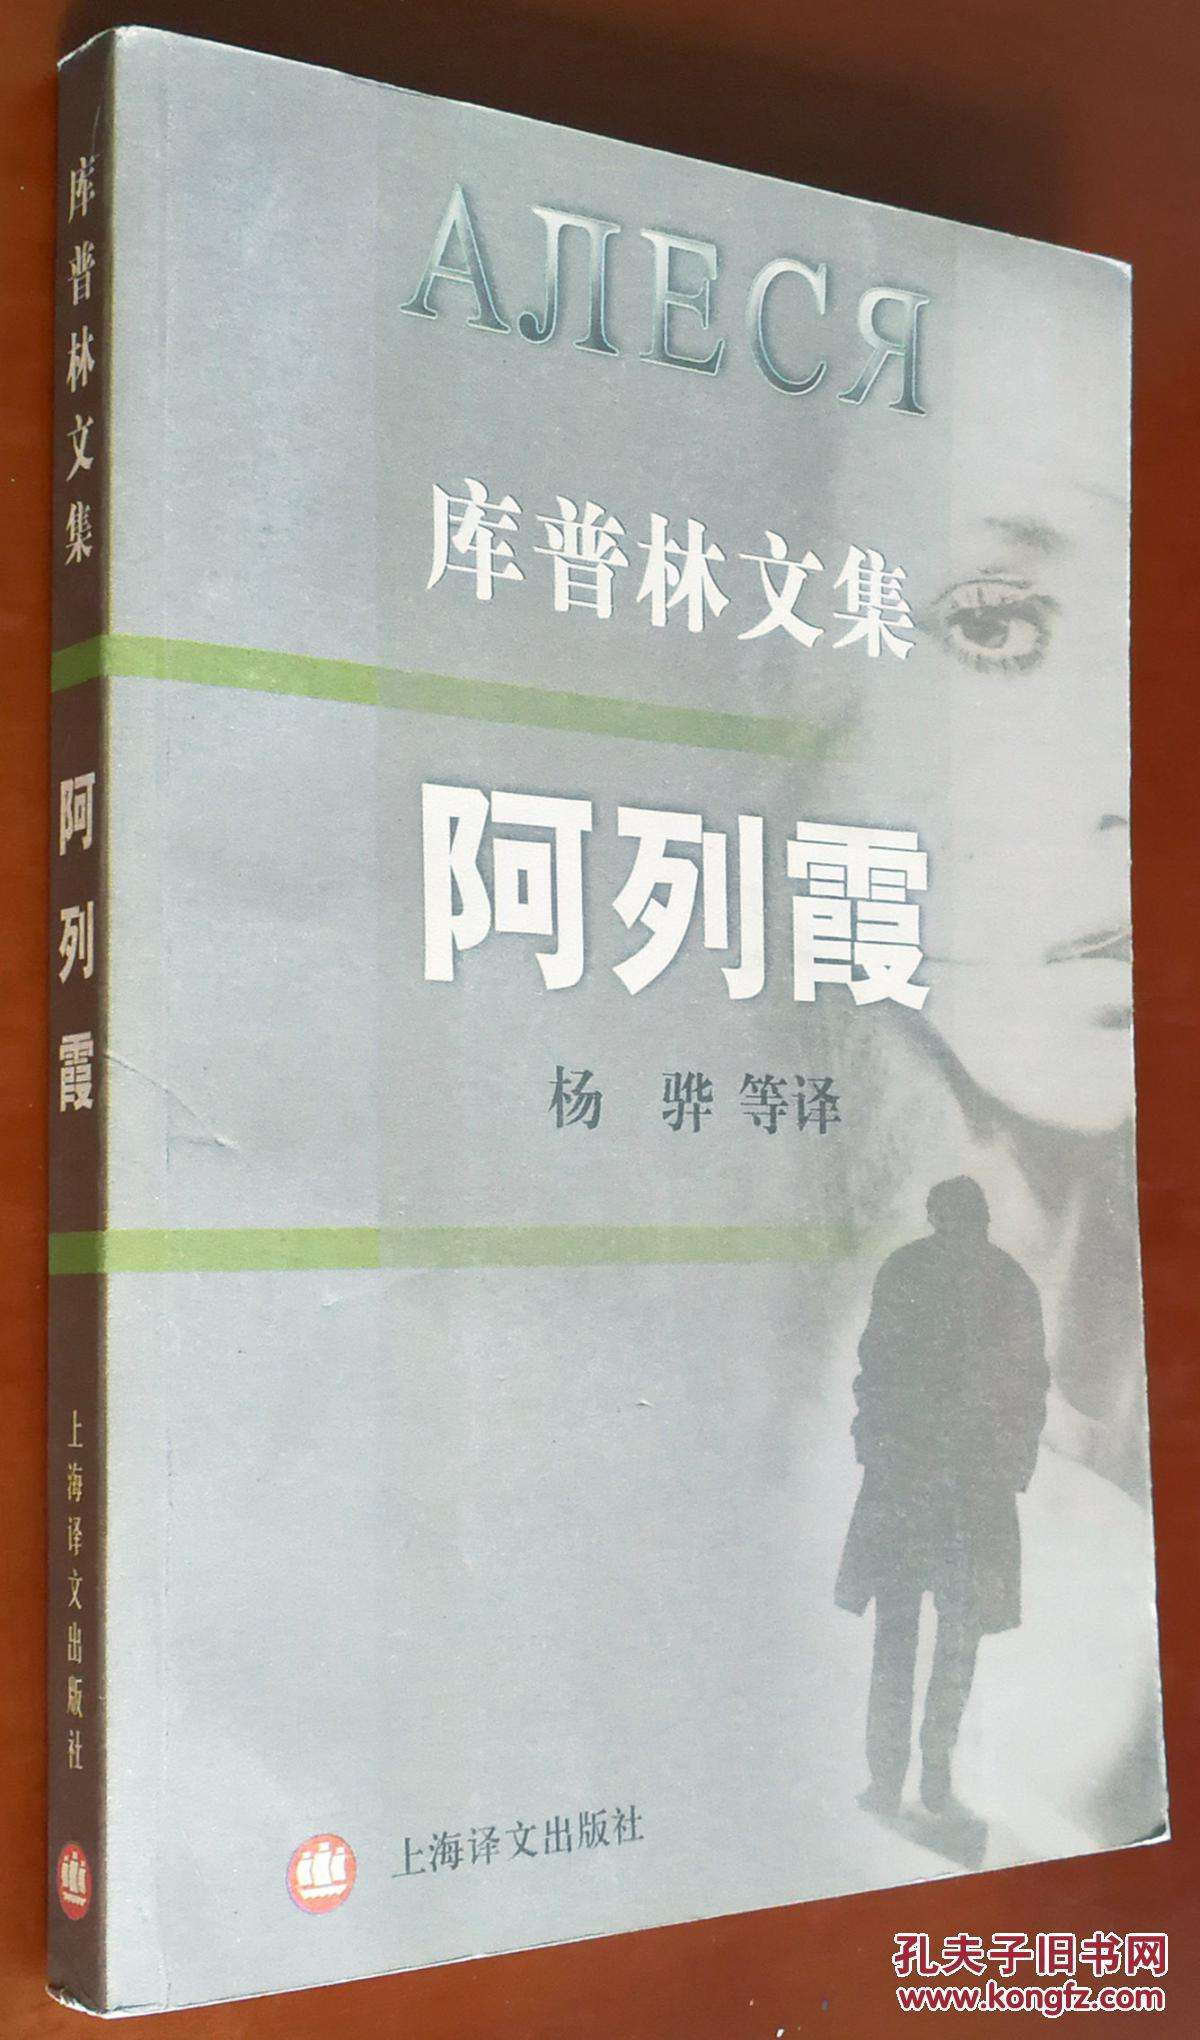 库普林文集
阿列霞
上海译文出版社
АЛЕСЯ
库普林文集
阿列霞
杨 骅 等译
上海译文出版社
孔夫子旧书网
www.kongfz.com